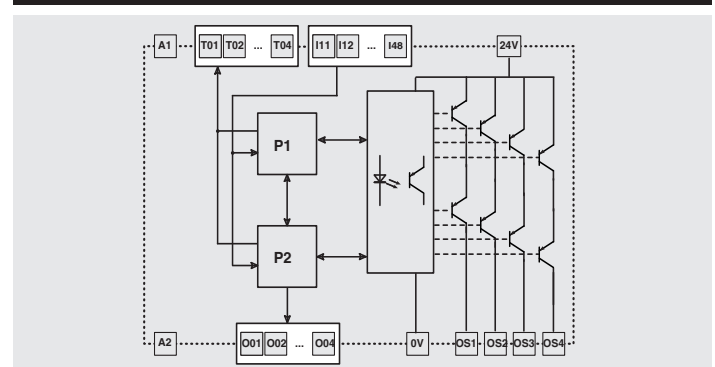 A1 T01 T02 ... T04 I11 I12 ... I48 24V
P1
P2
A2 O01 O02 ... O04 0V OS1 OS2 OS3 OS4